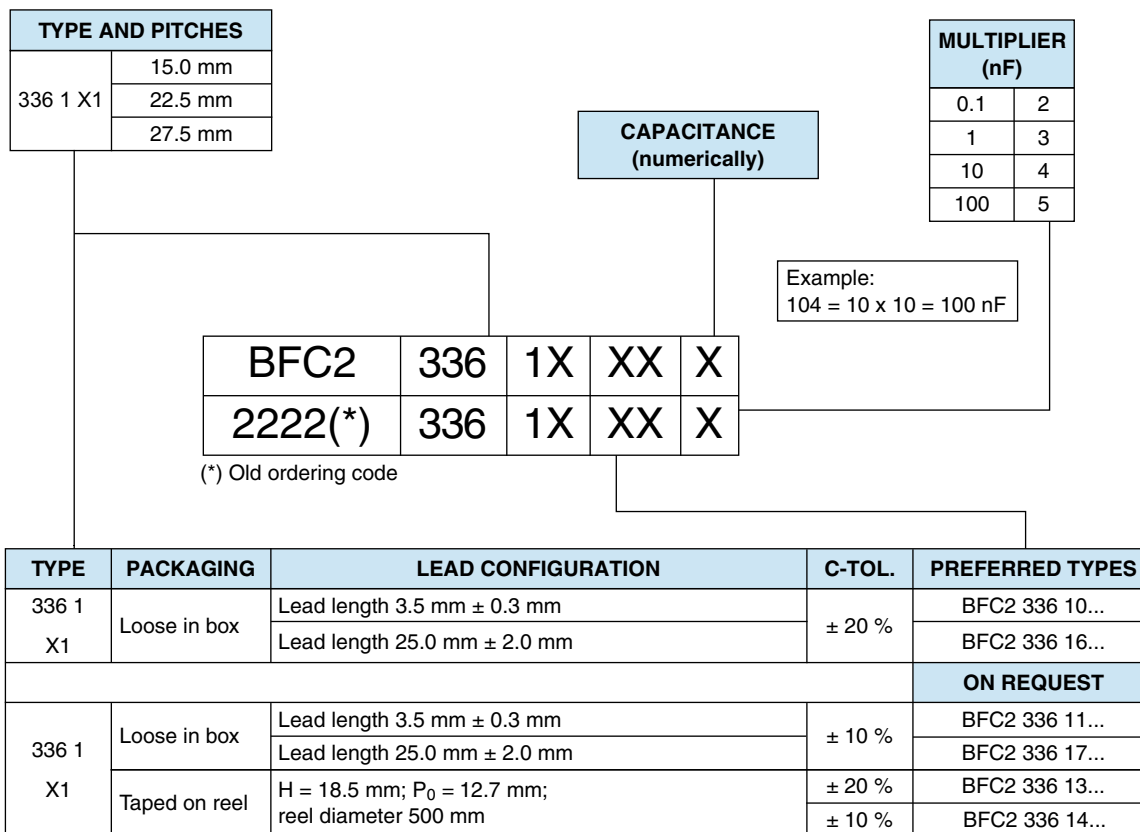 TYPE AND PITCHES
336 1 X1
15.0 mm
22.5 mm
27.5 mm
CAPACITANCE
(numerically)
MULTIPLIER
(nF)
0.1 2
1 3
10 4
100 5
Example:
104 = 10 x 10 = 100 nF
BFC2 336 1X XX X
2222(*) 336 1X XX X
(*) Old ordering code
TYPE PACKAGING LEAD CONFIGURATION C-TOL. PREFERRED TYPES
336 1
X1
Loose in box
Lead length 3.5 mm ± 0.3 mm
Lead length 25.0 mm ± 2.0 mm
± 20 %
BFC2 336 10...
BFC2 336 16...
ON REQUEST
336 1
X1
Loose in box
Lead length 3.5 mm ± 0.3 mm
Lead length 25.0 mm ± 2.0 mm
± 10 %
BFC2 336 11...
BFC2 336 17...
Taped on reel
H = 18.5 mm; P₀ = 12.7 mm;
reel diameter 500 mm
± 20 %
BFC2 336 13...
± 10 %
BFC2 336 14...